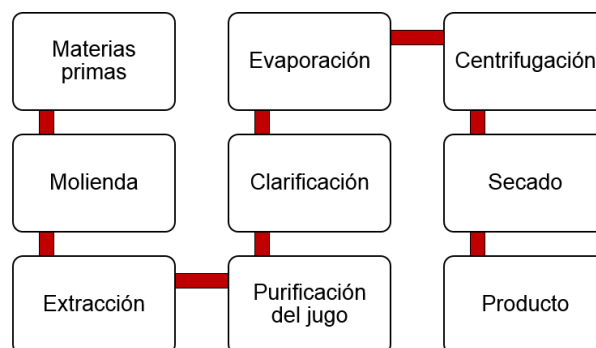 Materias
primas
Molienda
Extracción
Purificación
del jugo
Clarificación
Evaporación
Centrifugación
Secado
Producto